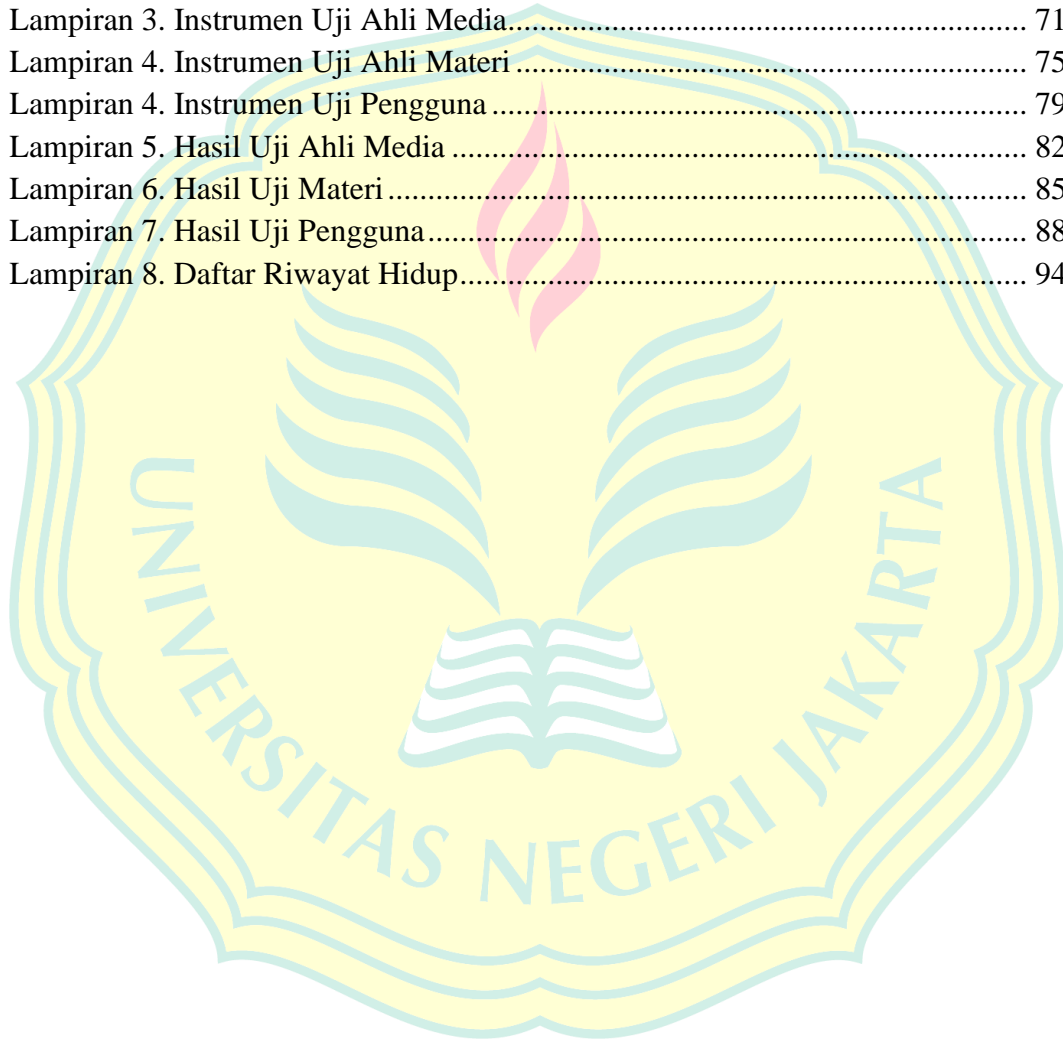 Lampiran 3. Instrumen Uji Ahli Media.................................................................... 71
Lampiran 4. Instrumen Uji Ahli Materi ................................................................... 75
Lampiran 4. Instrumen Uji Pengguna ...................................................................... 79
Lampiran 5. Hasil Uji Ahli Media ........................................................................... 82
Lampiran 6. Hasil Uji Materi ................................................................................... 85
Lampiran 7. Hasil Uji Pengguna .............................................................................. 88
Lampiran 8. Daftar Riwayat Hidup.......................................................................... 94
UNIVERSITAS NEGERI JAKARTA